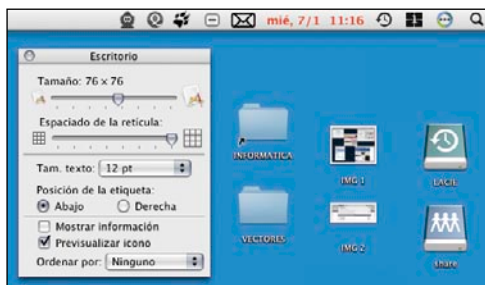 mié, 7/1 11:16
Escritorio
Tamaño: 76 × 76
Espaciado de la retícula:
Tam. texto: 12 pt
Posición de la etiqueta:
Abajo Derecha
Mostrar información
Previsualizar icono
Ordenar por: Ninguno
INFORMATICA
IMG 1
LACIE
VECTORES
IMG 2
share